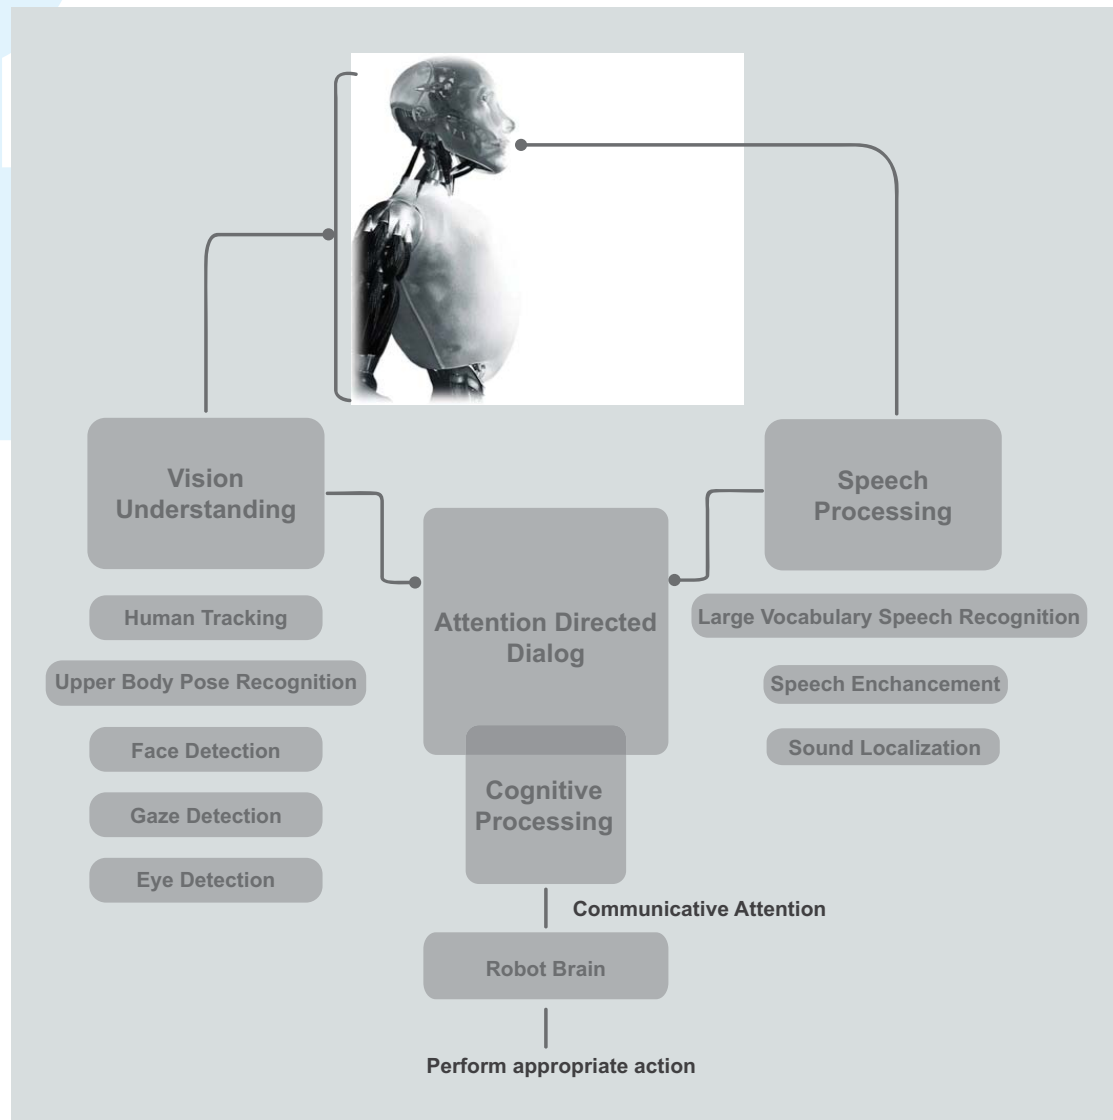 Vision
Understanding
Speech
Processing
Attention Directed
Dialog
Human Tracking
Upper Body Pose Recognition
Face Detection
Gaze Detection
Eye Detection
Large Vocabulary Speech Recognition
Speech Enchancement
Sound Localization
Cognitive
Processing
Communicative Attention
Robot Brain
Perform appropriate action